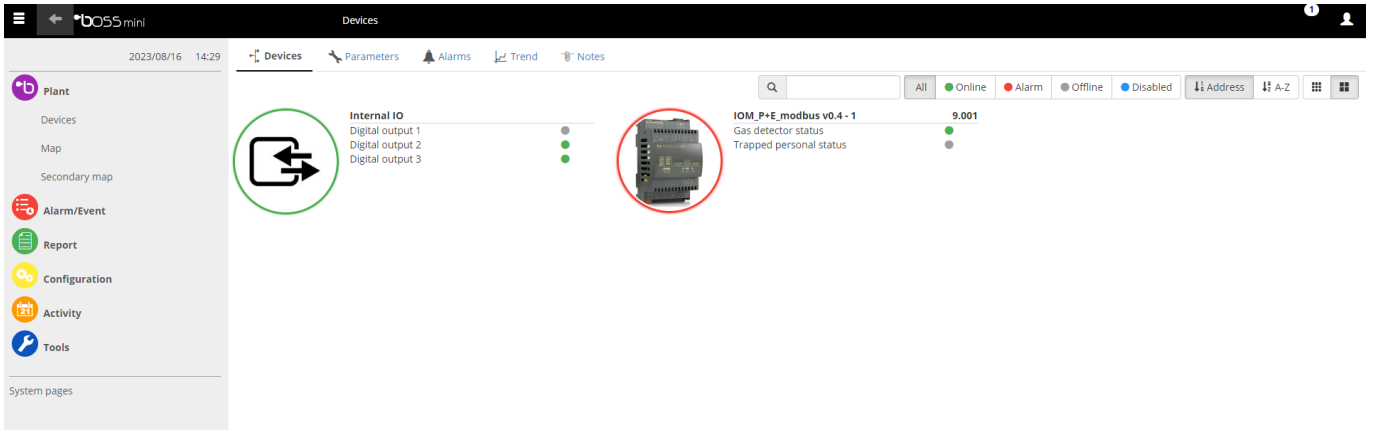 boss mini Devices 1
2023/08/16 14:29
Devices Parameters Alarms Trend Notes
All Online Alarm Offline Disabled Address A-Z
Plant
Devices
Map
Secondary map
Alarm/Event
Report
Configuration
21
Activity
Tools
System pages
Internal IO
Digital output 1
Digital output 2
Digital output 3
IOM_P+E_modbus v0.4 - 1 9.001
Gas detector status
Trapped personal status